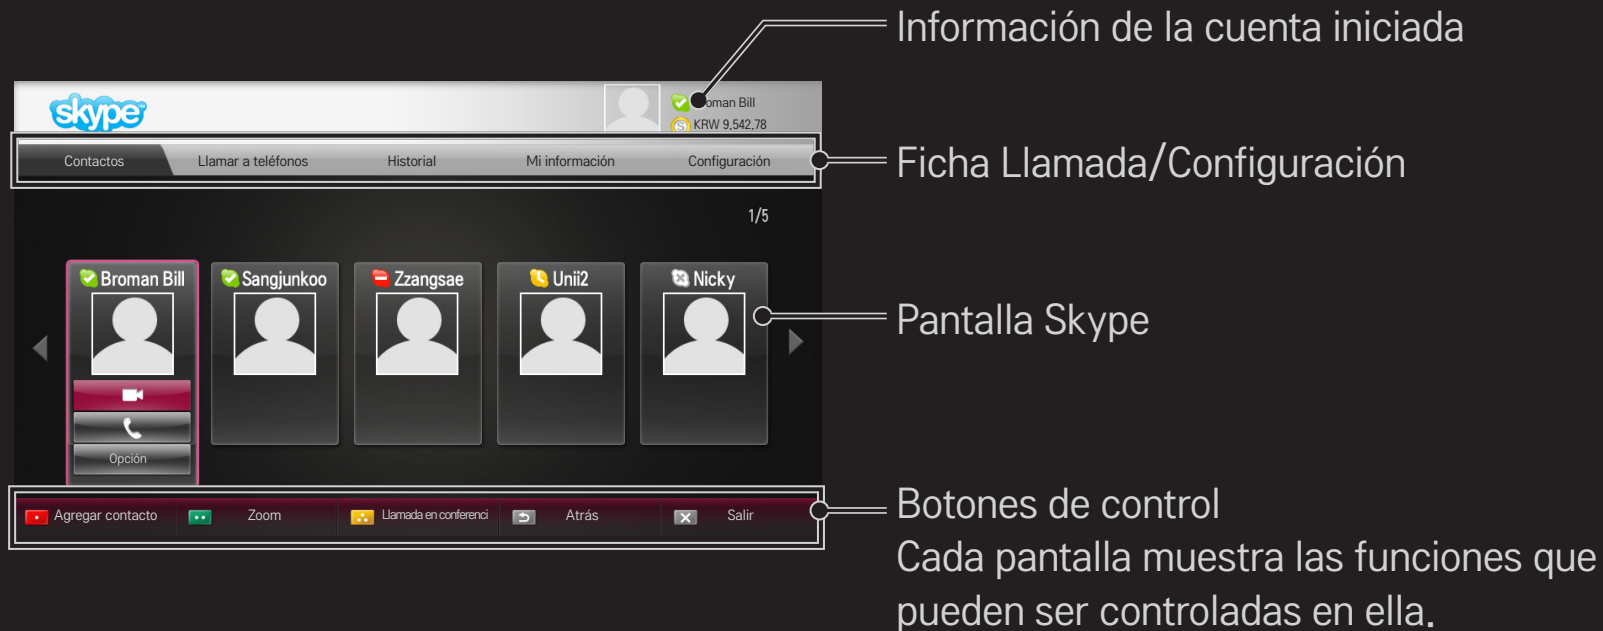 Información de la cuenta iniciada
skype
Broman Bill
KRW 9,542,78
Contactos Llamar a teléfonos Historial Mi información Configuración
Ficha Llamada/Configuración
1/5
Broman Bill Sangjunkoo Zzangsae Unii2 Nicky
Pantalla Skype
Opción
Agregar contacto Zoom Llamada en conferenci Atrás Salir
Botones de control
Cada pantalla muestra las funciones que
pueden ser controladas en ella.